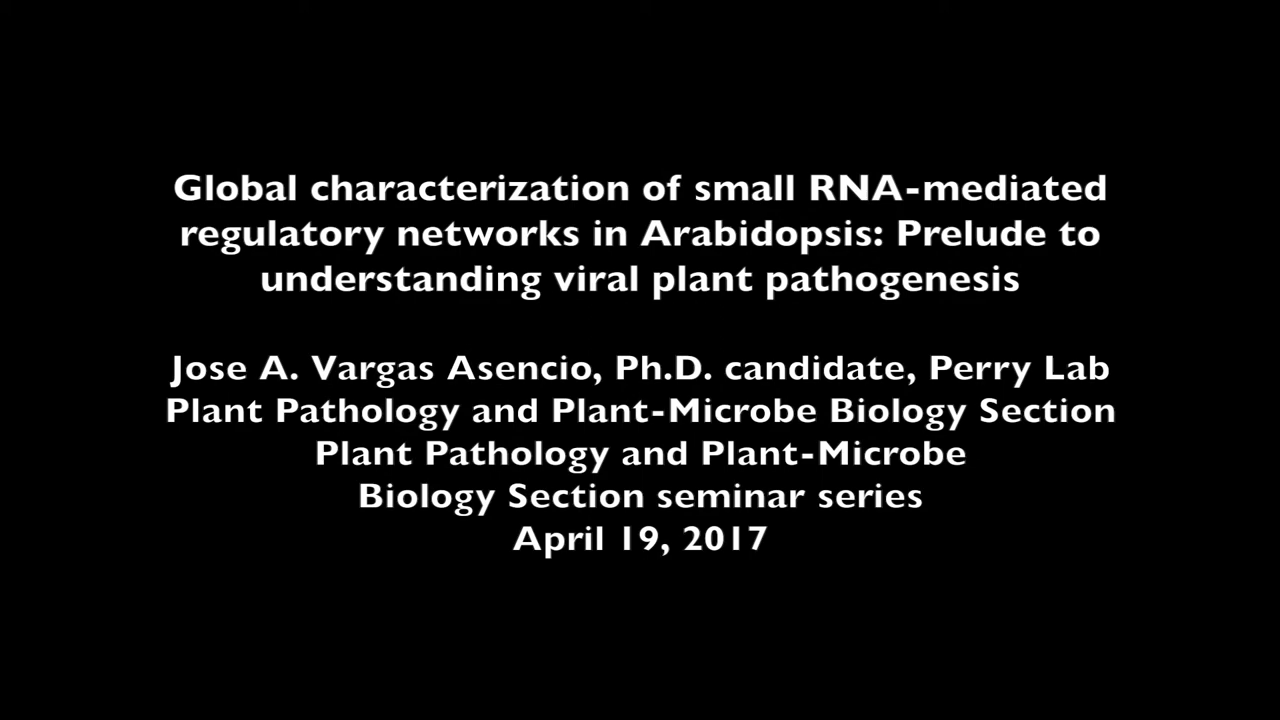 Global characterization of small RNA-mediated
regulatory networks in Arabidopsis: Prelude to
understanding viral plant pathogenesis
Jose A. Vargas Asencio, Ph.D. candidate, Perry Lab
Plant Pathology and Plant-Microbe Biology Section
Plant Pathology and Plant-Microbe
Biology Section seminar series
April 19, 2017